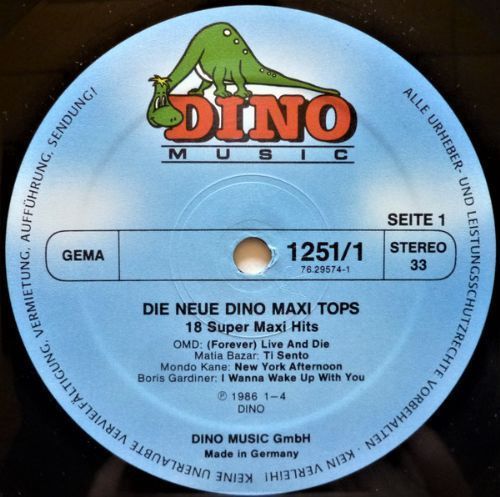 DINO
MUSIC
ALLE URHEBER- UND LEISTUNGSSCHUTZRECHTE VORBEHALTEN · KEIN VERLEIH! KEINE UNERLAUBTE VERVIELFÄLTIGUNG, VERMIETUNG, AUFFÜHRUNG, SENDUNG!
SEITE 1
GEMA
1251/1
76.29574-1
STEREO
33
DIE NEUE DINO MAXI TOPS
18 Super Maxi Hits
OMD: (Forever) Live And Die
Matia Bazar: Ti Sento
Mondo Kane: New York Afternoon
Boris Gardiner: I Wanna Wake Up With You
Ⓟ 1986 1–4
DINO
DINO MUSIC GmbH
Made in Germany